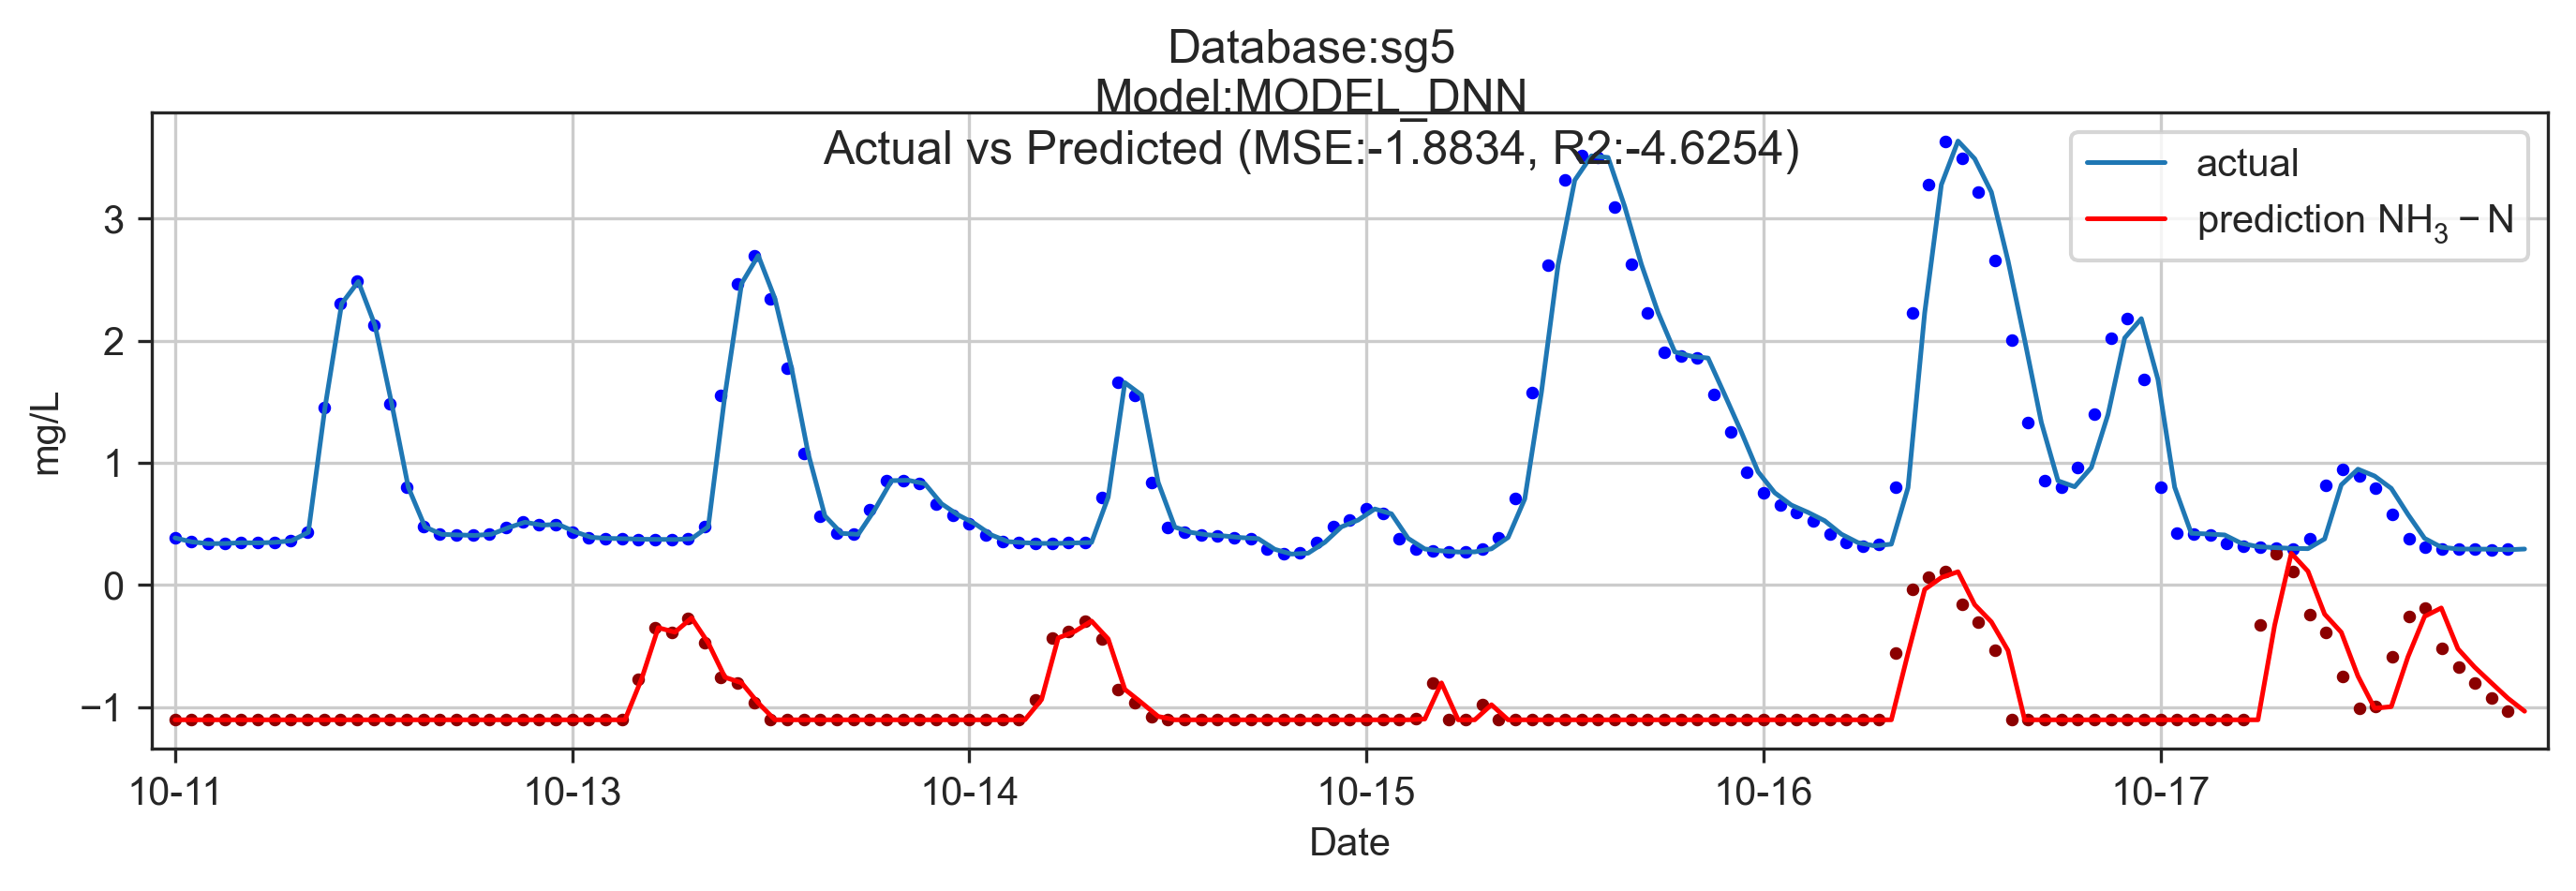 Database:sg5
Model:MODEL_DNN
Actual vs Predicted (MSE:-1.8834, R2:-4.6254)
actual
prediction NH₃ − N
3
2
1
0
−1
mg/L
10-11
10-13
10-14
10-15
10-16
10-17
Date